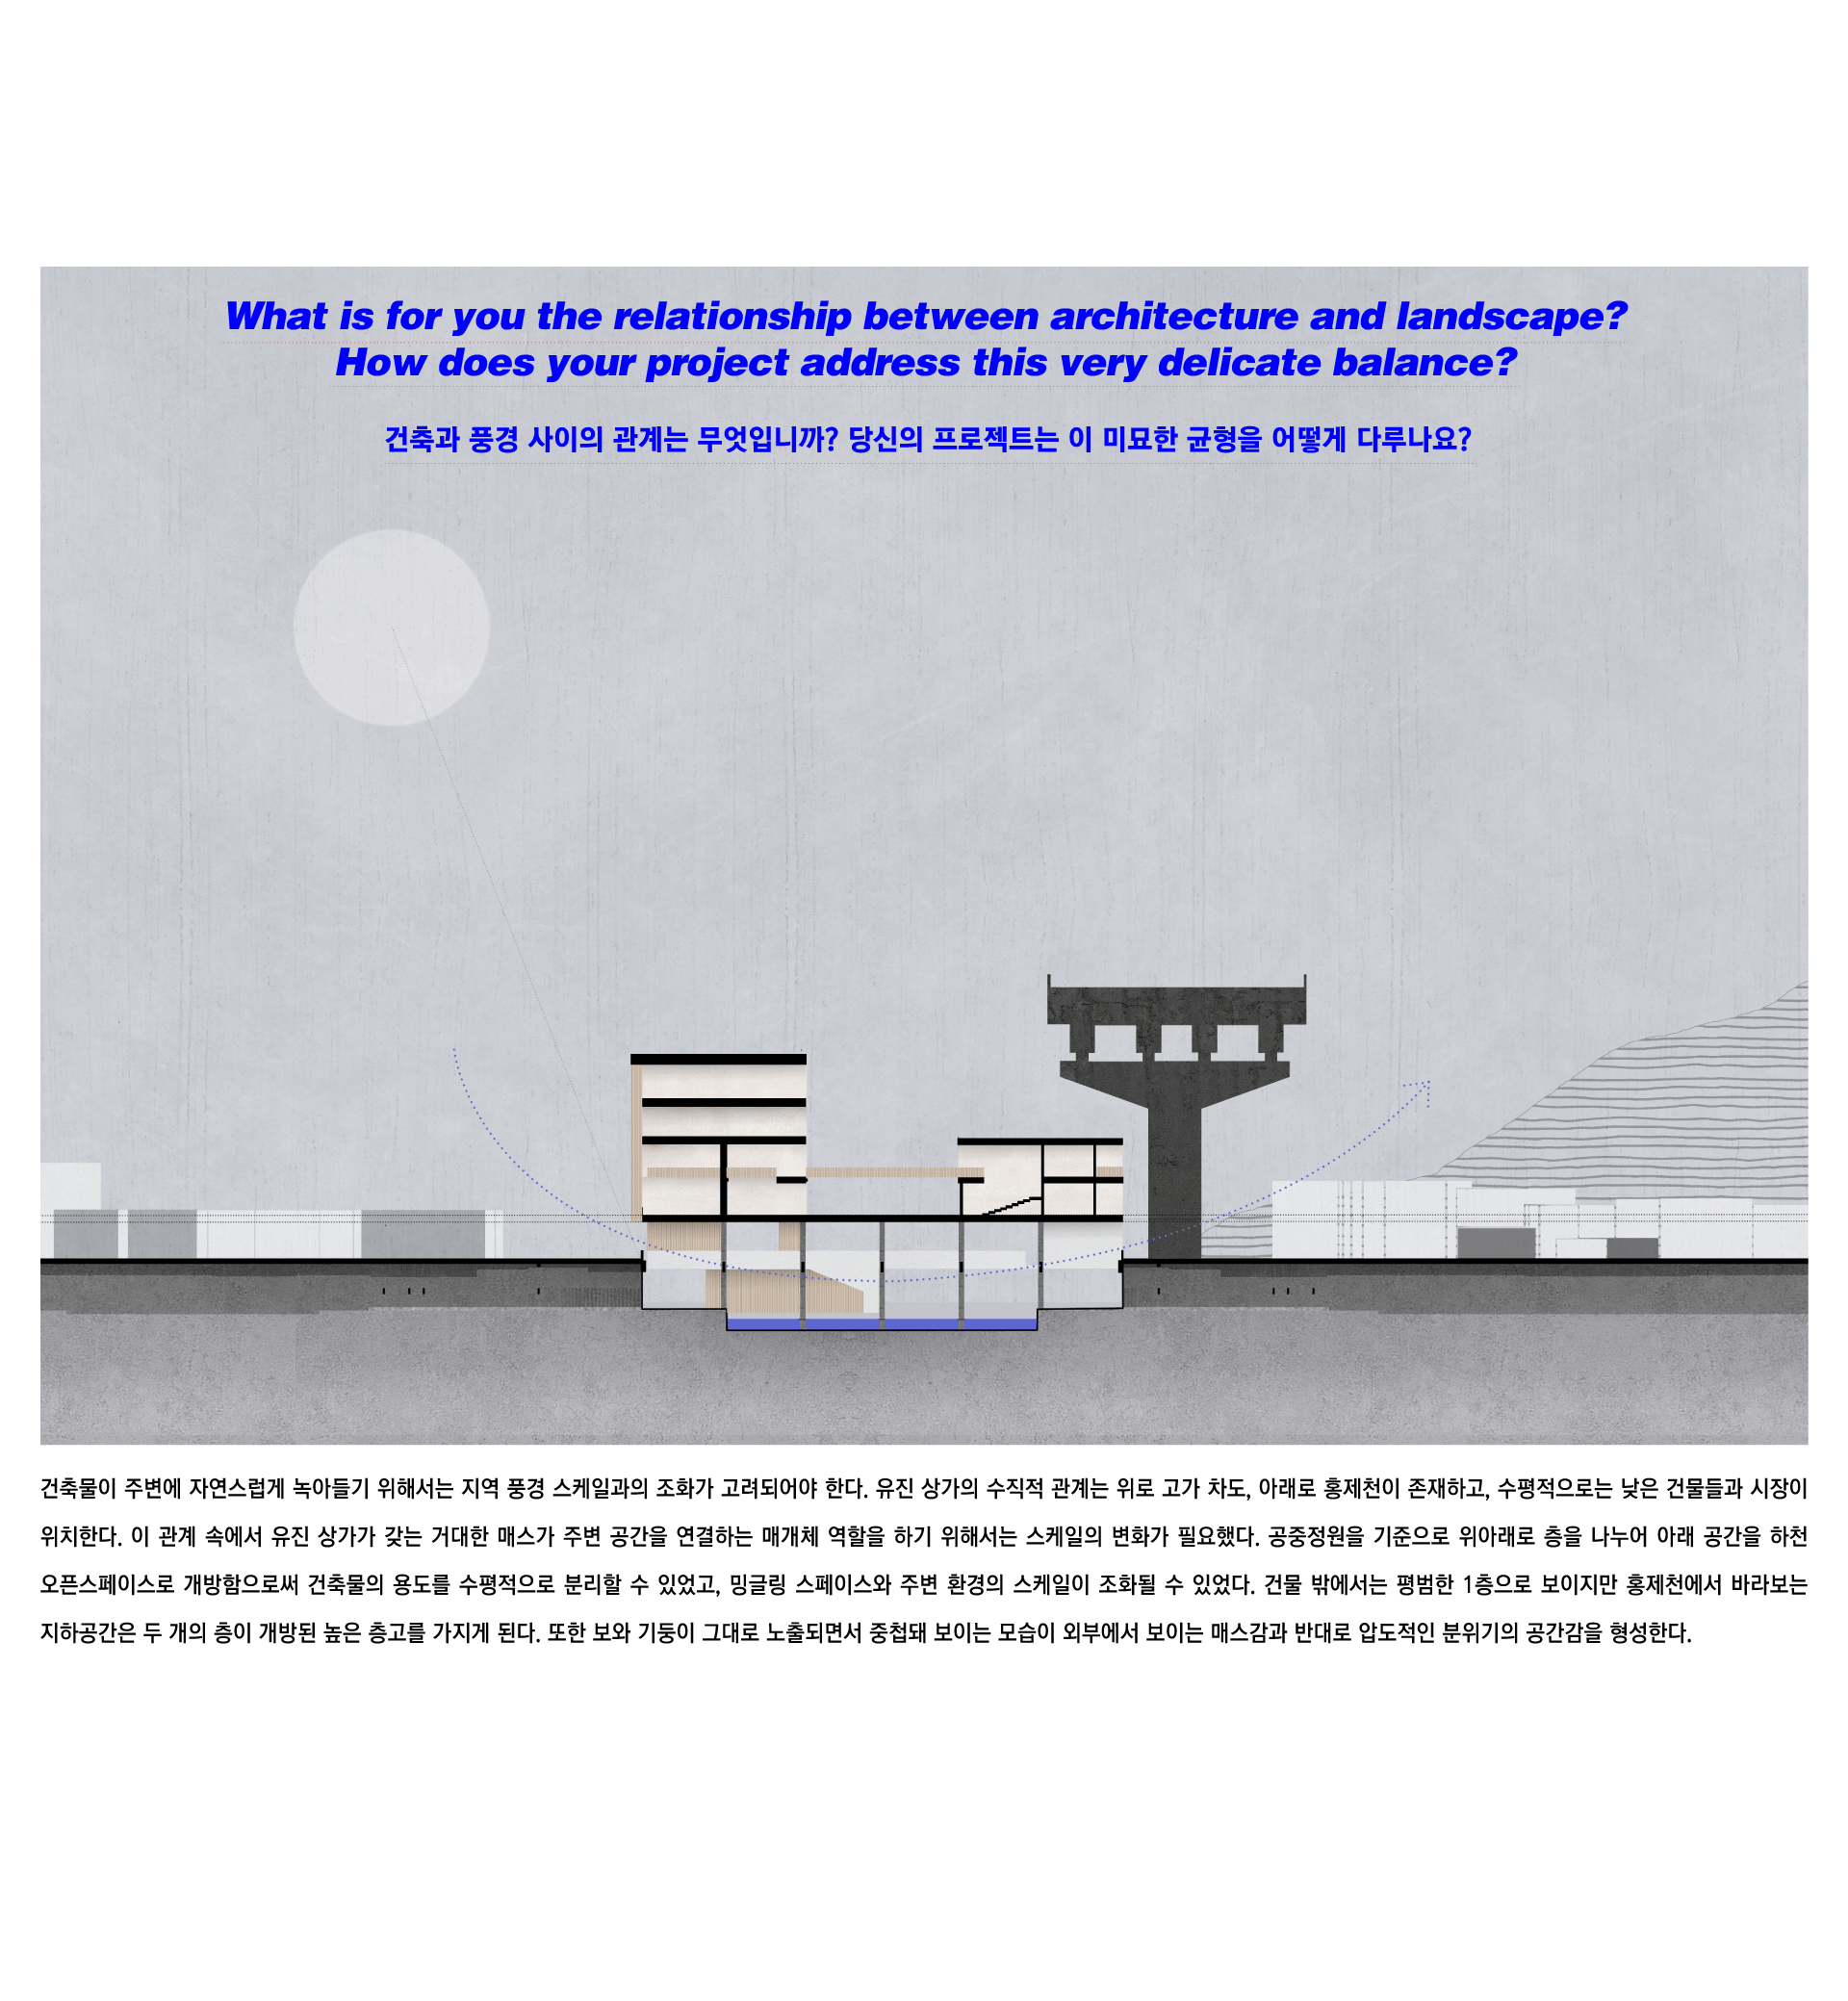 What is for you the relationship between architecture and landscape?
How does your project address this very delicate balance?
건축과 풍경 사이의 관계는 무엇입니까? 당신의 프로젝트는 이 미묘한 균형을 어떻게 다루나요?
건축물이 주변에 자연스럽게 녹아들기 위해서는 지역 풍경 스케일과의 조화가 고려되어야 한다. 유진 상가의 수직적 관계는 위로 고가 차도, 아래로 홍제천이 존재하고, 수평적으로는 낮은 건물들과 시장이
위치한다. 이 관계 속에서 유진 상가가 갖는 거대한 매스가 주변 공간을 연결하는 매개체 역할을 하기 위해서는 스케일의 변화가 필요했다. 공중정원을 기준으로 위아래로 층을 나누어 아래 공간을 하천
오픈스페이스로 개방함으로써 건축물의 용도를 수평적으로 분리할 수 있었고, 밍글링 스페이스와 주변 환경의 스케일이 조화될 수 있었다. 건물 밖에서는 평범한 1층으로 보이지만 홍제천에서 바라보는
지하공간은 두 개의 층이 개방된 높은 층고를 가지게 된다. 또한 보와 기둥이 그대로 노출되면서 중첩돼 보이는 모습이 외부에서 보이는 매스감과 반대로 압도적인 분위기의 공간감을 형성한다.